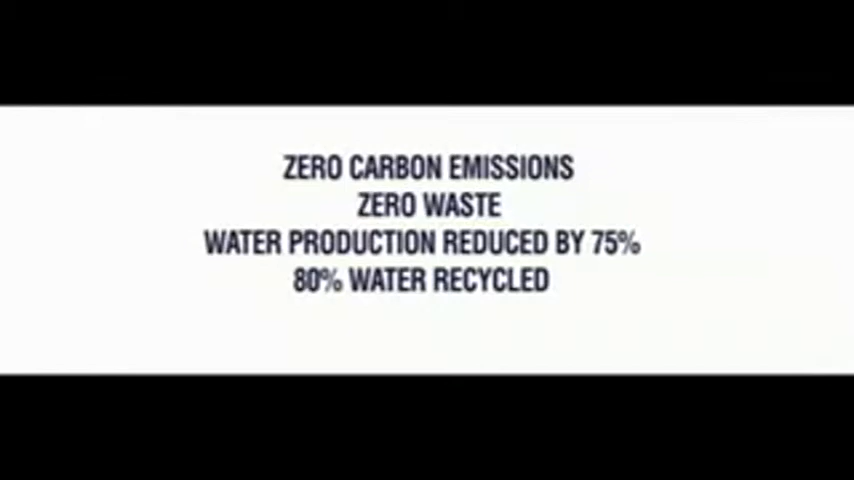 ZERO CARBON EMISSIONS
ZERO WASTE
WATER PRODUCTION REDUCED BY 75%
80% WATER RECYCLED